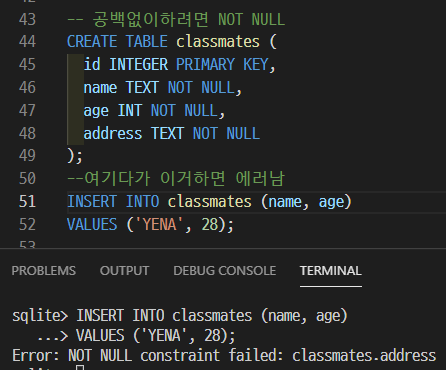 43 -- 공백없이하려면 NOT NULL
44 CREATE TABLE classmates (
45 id INTEGER PRIMARY KEY,
46 name TEXT NOT NULL,
47 age INT NOT NULL,
48 address TEXT NOT NULL
49 );
50 --여기다가 이거하면 에러남
51 INSERT INTO classmates (name, age)
52 VALUES ('YENA', 28);
53
PROBLEMS OUTPUT DEBUG CONSOLE TERMINAL
sqlite> INSERT INTO classmates (name, age)
...> VALUES ('YENA', 28);
Error: NOT NULL constraint failed: classmates.address